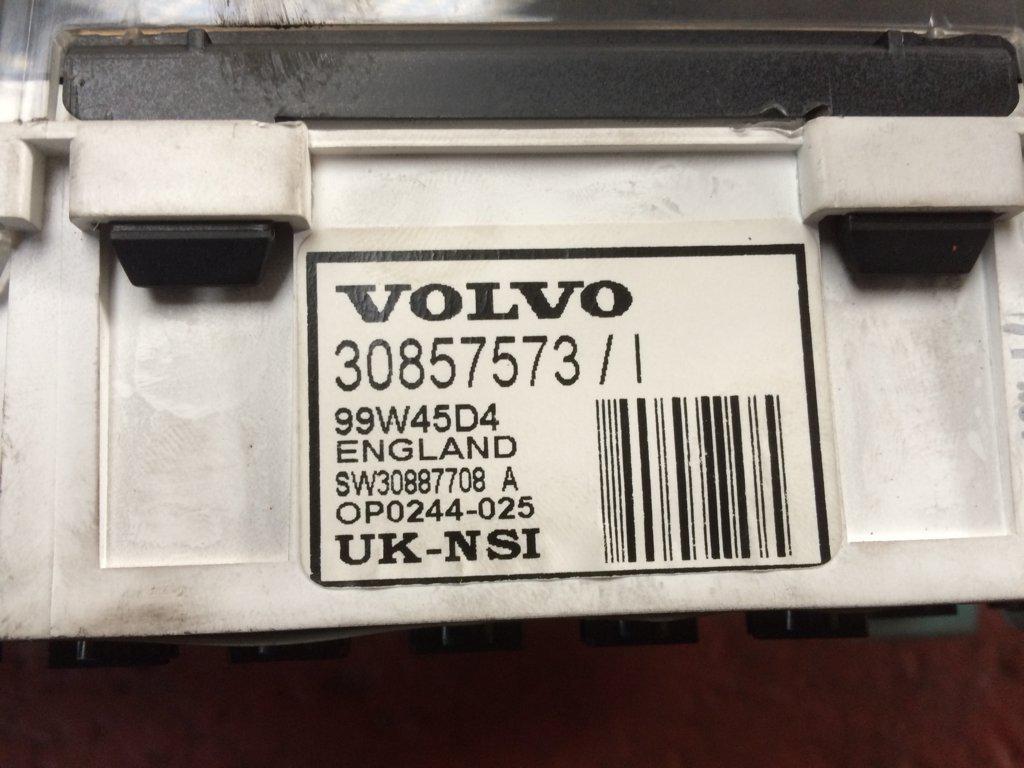 VOLVO
30857573 / I
99W45D4
ENGLAND
SW30887708 A
OP0244-025
UK-NSI